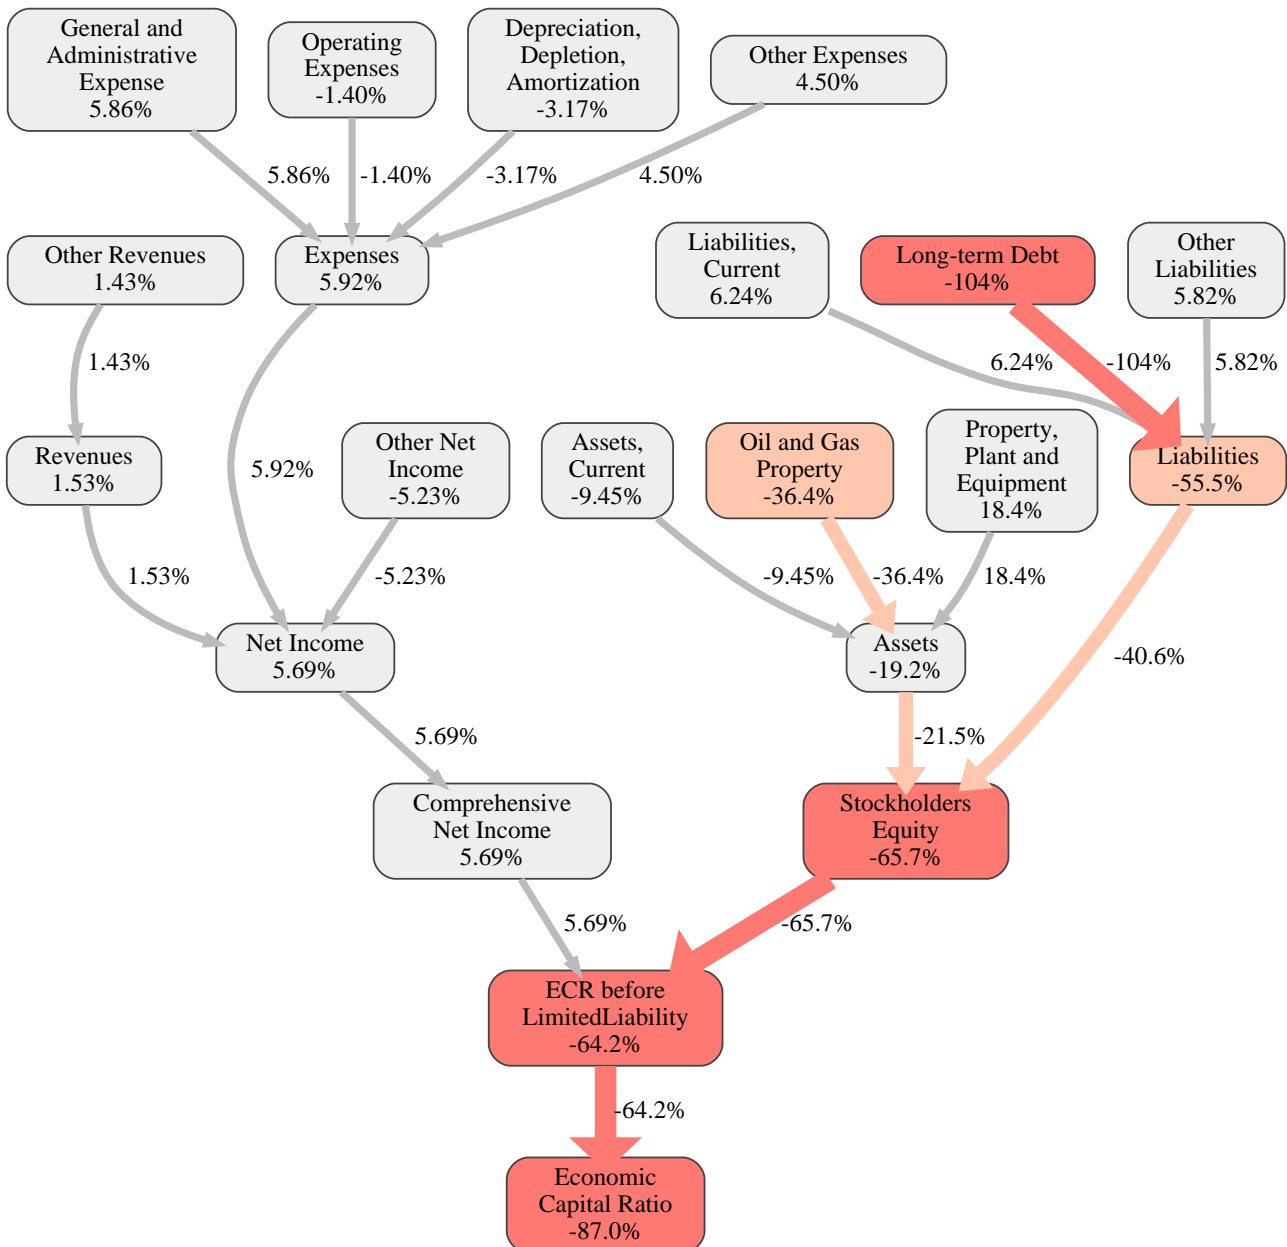 General and
Administrative
Expense
5.86%
Operating
Expenses
-1.40%
Depreciation,
Depletion,
Amortization
-3.17%
Other Expenses
4.50%
5.86%
-1.40%
-3.17%
4.50%
Other Revenues
1.43%
Expenses
5.92%
Liabilities,
Current
6.24%
Long-term Debt
-104%
Other
Liabilities
5.82%
1.43%
6.24%
-104%
5.82%
Revenues
1.53%
5.92%
Other Net
Income
-5.23%
Assets,
Current
-9.45%
Oil and Gas
Property
-36.4%
Property,
Plant and
Equipment
18.4%
Liabilities
-55.5%
1.53%
-5.23%
-9.45%
-36.4%
18.4%
Net Income
5.69%
Assets
-19.2%
-40.6%
5.69%
-21.5%
Comprehensive
Net Income
5.69%
Stockholders
Equity
-65.7%
5.69%
-65.7%
ECR before
LimitedLiability
-64.2%
-64.2%
Economic
Capital Ratio
-87.0%